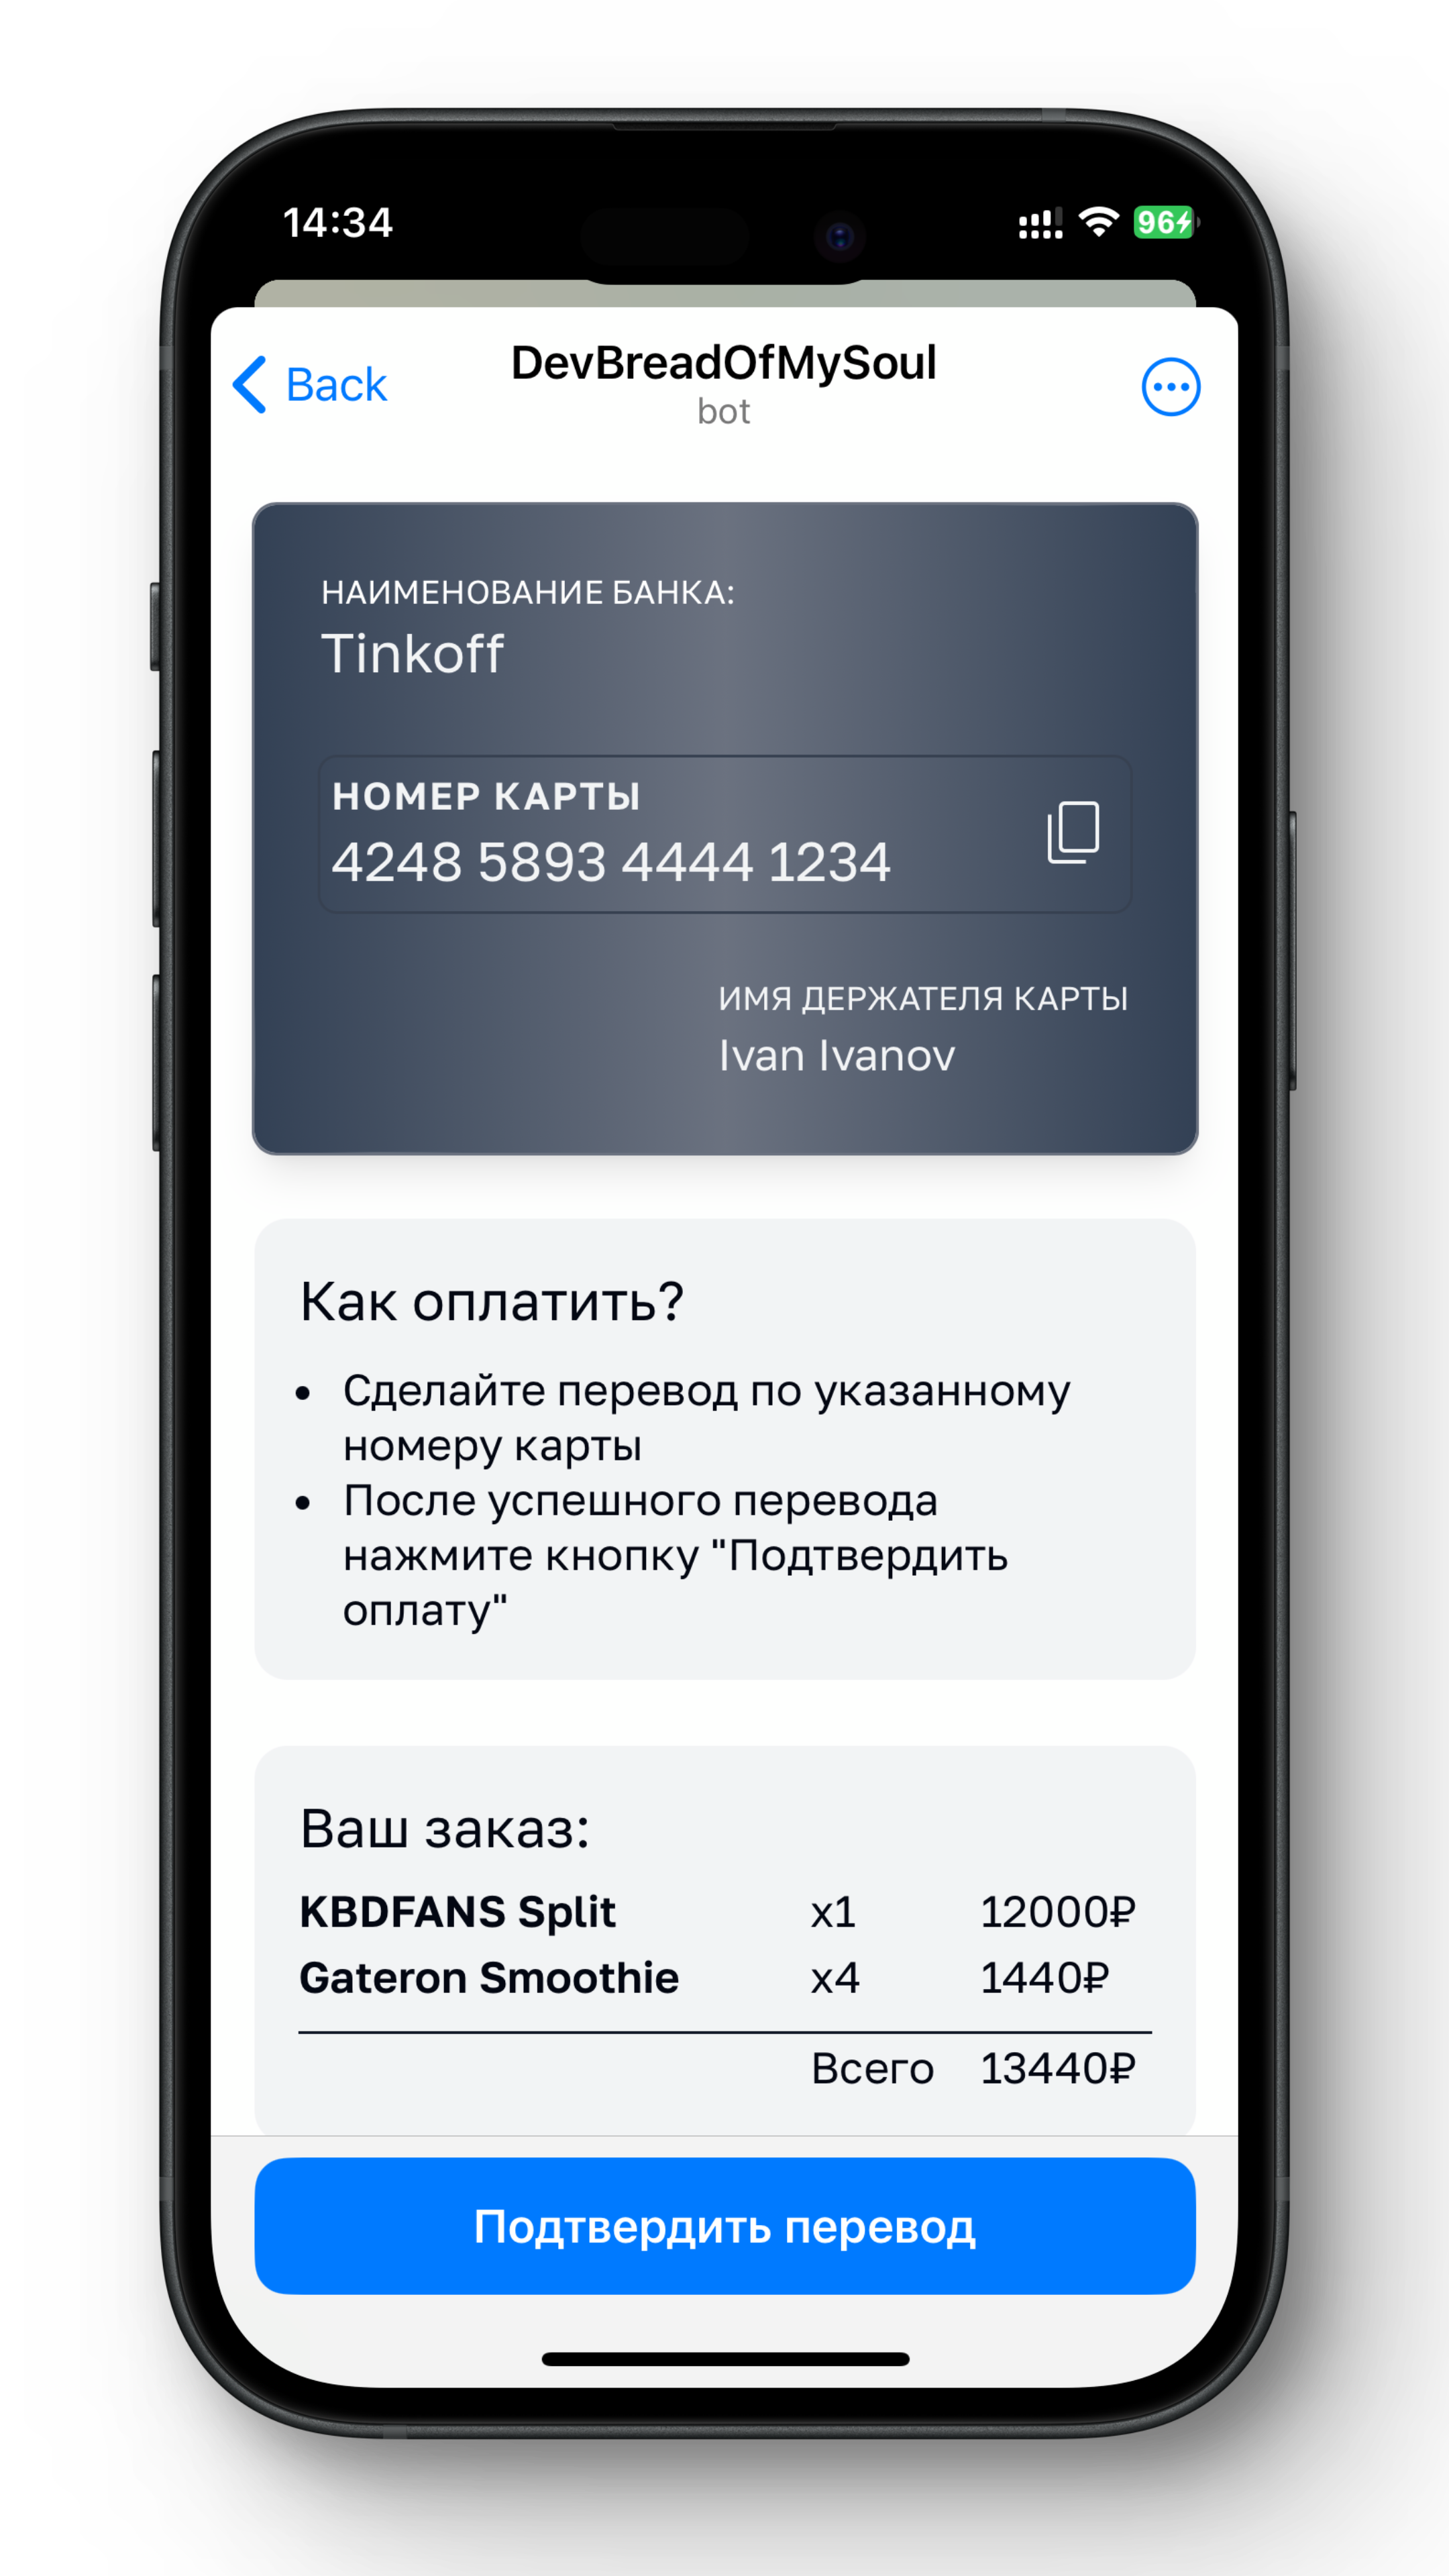 14:34
96
Back
DevBreadOfMySoul
bot
НАИМЕНОВАНИЕ БАНКА:
Tinkoff
НОМЕР КАРТЫ
4248 5893 4444 1234
ИМЯ ДЕРЖАТЕЛЯ КАРТЫ
Ivan Ivanov
Как оплатить?
• Сделайте перевод по указанному
номеру карты
• После успешного перевода
нажмите кнопку "Подтвердить
оплату"
Ваш заказ:
KBDFANS Split x1 12000₽
Gateron Smoothie x4 1440₽
Всего 13440₽
Подтвердить перевод